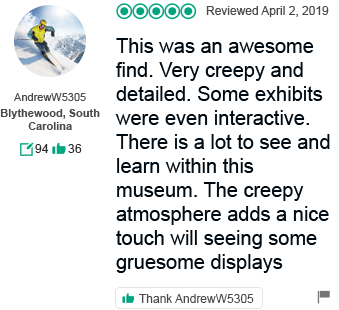 Reviewed April 2, 2019
This was an awesome
find. Very creepy and
detailed. Some exhibits
were even interactive.
There is a lot to see and
learn within this
museum. The creepy
atmosphere adds a nice
touch will seeing some
gruesome displays
AndrewW5305
Blythewood, South
Carolina
94 36
Thank AndrewW5305